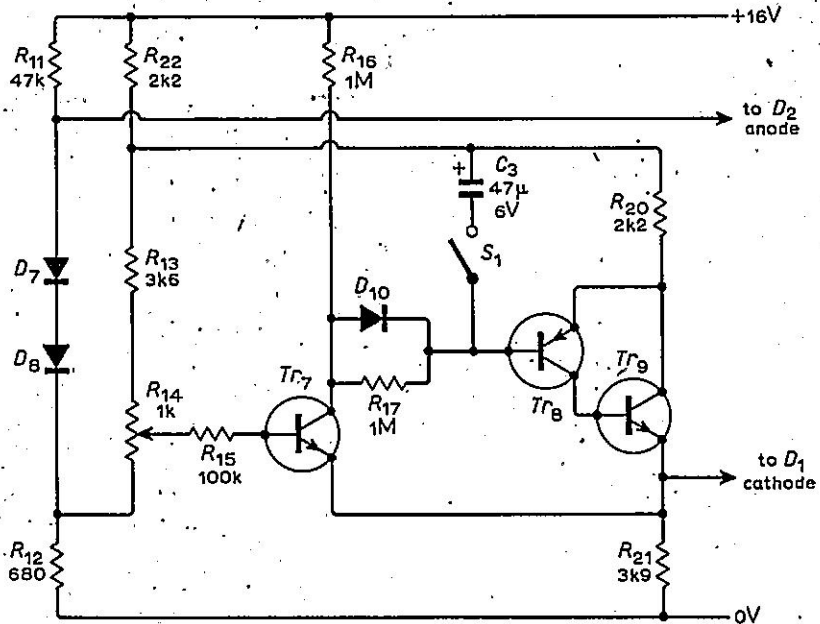 +16V
R11
47k
R22
2k2
R16
1M
to D2
anode
+
C3
47μ
6V
R20
2k2
S1
R13
3k6
D7
D10
D8
Tr7
Tr9
R14
1k
R17
1M
Tr8
R15
100k
to D1
cathode
R12
680
R21
3k9
0V